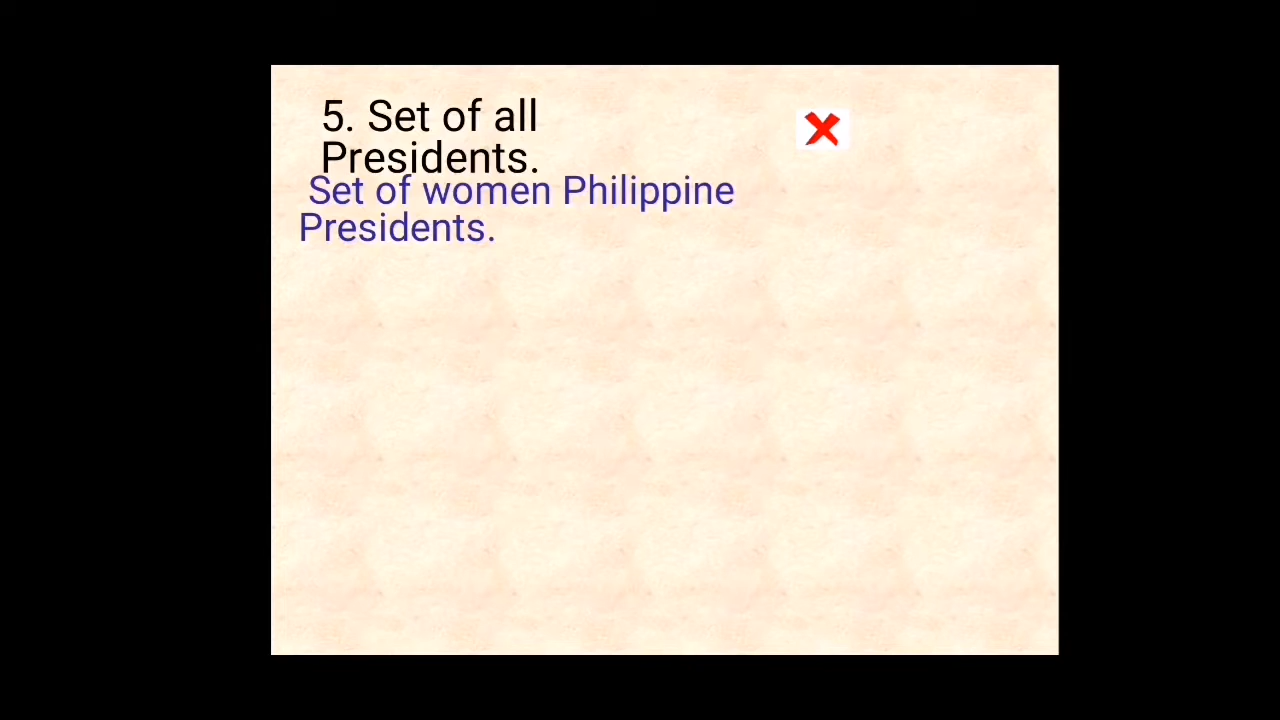 5. Set of all
Presidents.
Set of women Philippine
Presidents.